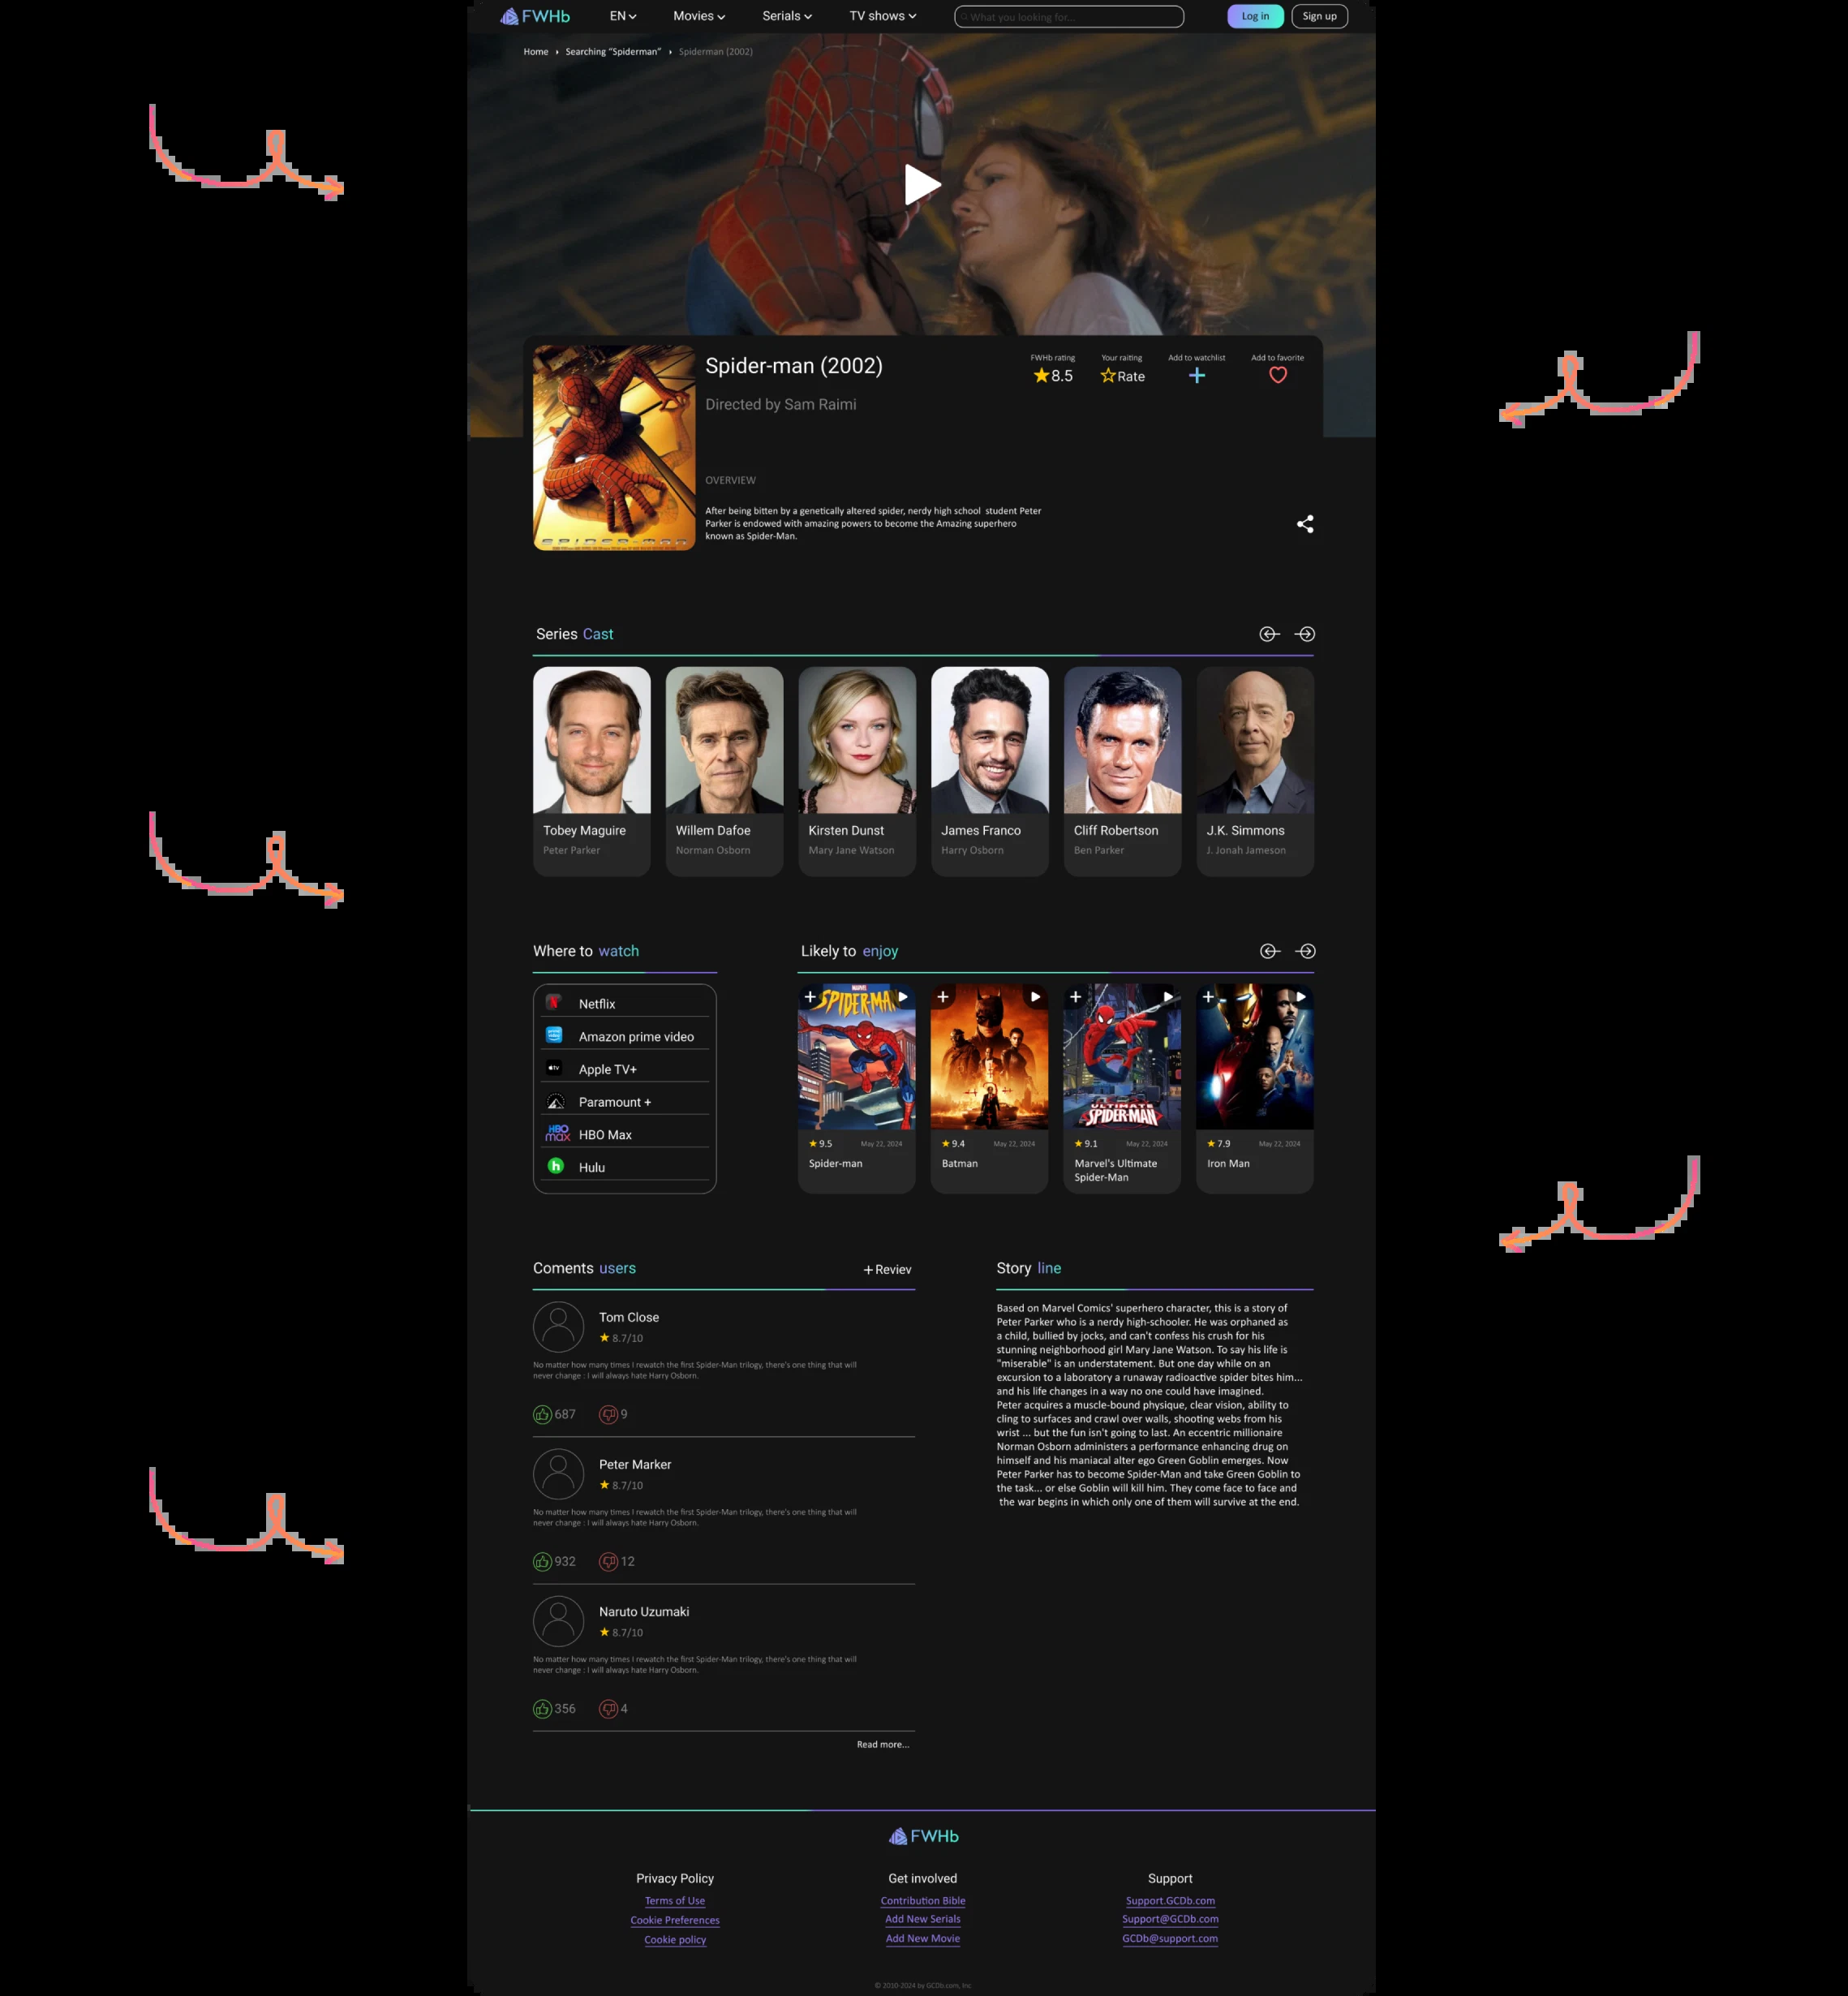 FWHb
EN
Movies
Serials
TV shows
What you looking for...
Log in
Sign up
Home
Searching “Spiderman”
Spiderman (2002)
Spider-man (2002)
FWHb rating
Your raiting
Add to watchlist
Add to favorite
8.5
Rate
Directed by Sam Raimi
OVERVIEW
After being bitten by a genetically altered spider, nerdy high school student Peter
Parker is endowed with amazing powers to become the Amazing superhero
known as Spider-Man.
SPIDER-MAN
Series Cast
Tobey Maguire
Peter Parker
Willem Dafoe
Norman Osborn
Kirsten Dunst
Mary Jane Watson
James Franco
Harry Osborn
Cliff Robertson
Ben Parker
J.K. Simmons
J. Jonah Jameson
Where to watch
Netflix
Amazon prime video
Apple TV+
Paramount +
HBO max
HBO Max
Hulu
Likely to enjoy
MARVEL
SPIDER-MAN
9.5
May 22, 2024
Spider-man
9.4
May 22, 2024
Batman
ULTIMATE
SPIDER-MAN
9.1
May 22, 2024
Marvel's Ultimate
Spider-Man
7.9
May 22, 2024
Iron Man
Coments users
+ Reviev
Tom Close
8.7/10
No matter how many times I rewatch the first Spider-Man trilogy, there's one thing that will
never change : I will always hate Harry Osborn.
687
9
Peter Marker
8.7/10
No matter how many times I rewatch the first Spider-Man trilogy, there's one thing that will
never change : I will always hate Harry Osborn.
932
12
Naruto Uzumaki
8.7/10
No matter how many times I rewatch the first Spider-Man trilogy, there's one thing that will
never change : I will always hate Harry Osborn.
356
4
Read more...
Story line
Based on Marvel Comics' superhero character, this is a story of
Peter Parker who is a nerdy high-schooler. He was orphaned as
a child, bullied by jocks, and can't confess his crush for his
stunning neighborhood girl Mary Jane Watson. To say his life is
"miserable" is an understatement. But one day while on an
excursion to a laboratory a runaway radioactive spider bites him...
and his life changes in a way no one could have imagined.
Peter acquires a muscle-bound physique, clear vision, ability to
cling to surfaces and crawl over walls, shooting webs from his
wrist ... but the fun isn't going to last. An eccentric millionaire
Norman Osborn administers a performance enhancing drug on
himself and his maniacal alter ego Green Goblin emerges. Now
Peter Parker has to become Spider-Man and take Green Goblin to
the task... or else Goblin will kill him. They come face to face and
the war begins in which only one of them will survive at the end.
FWHb
Privacy Policy
Terms of Use
Cookie Preferences
Cookie policy
Get involved
Contribution Bible
Add New Serials
Add New Movie
Support
Support.GCDb.com
Support@GCDb.com
GCDb@support.com
© 2010-2024 by GCDb.com, Inc